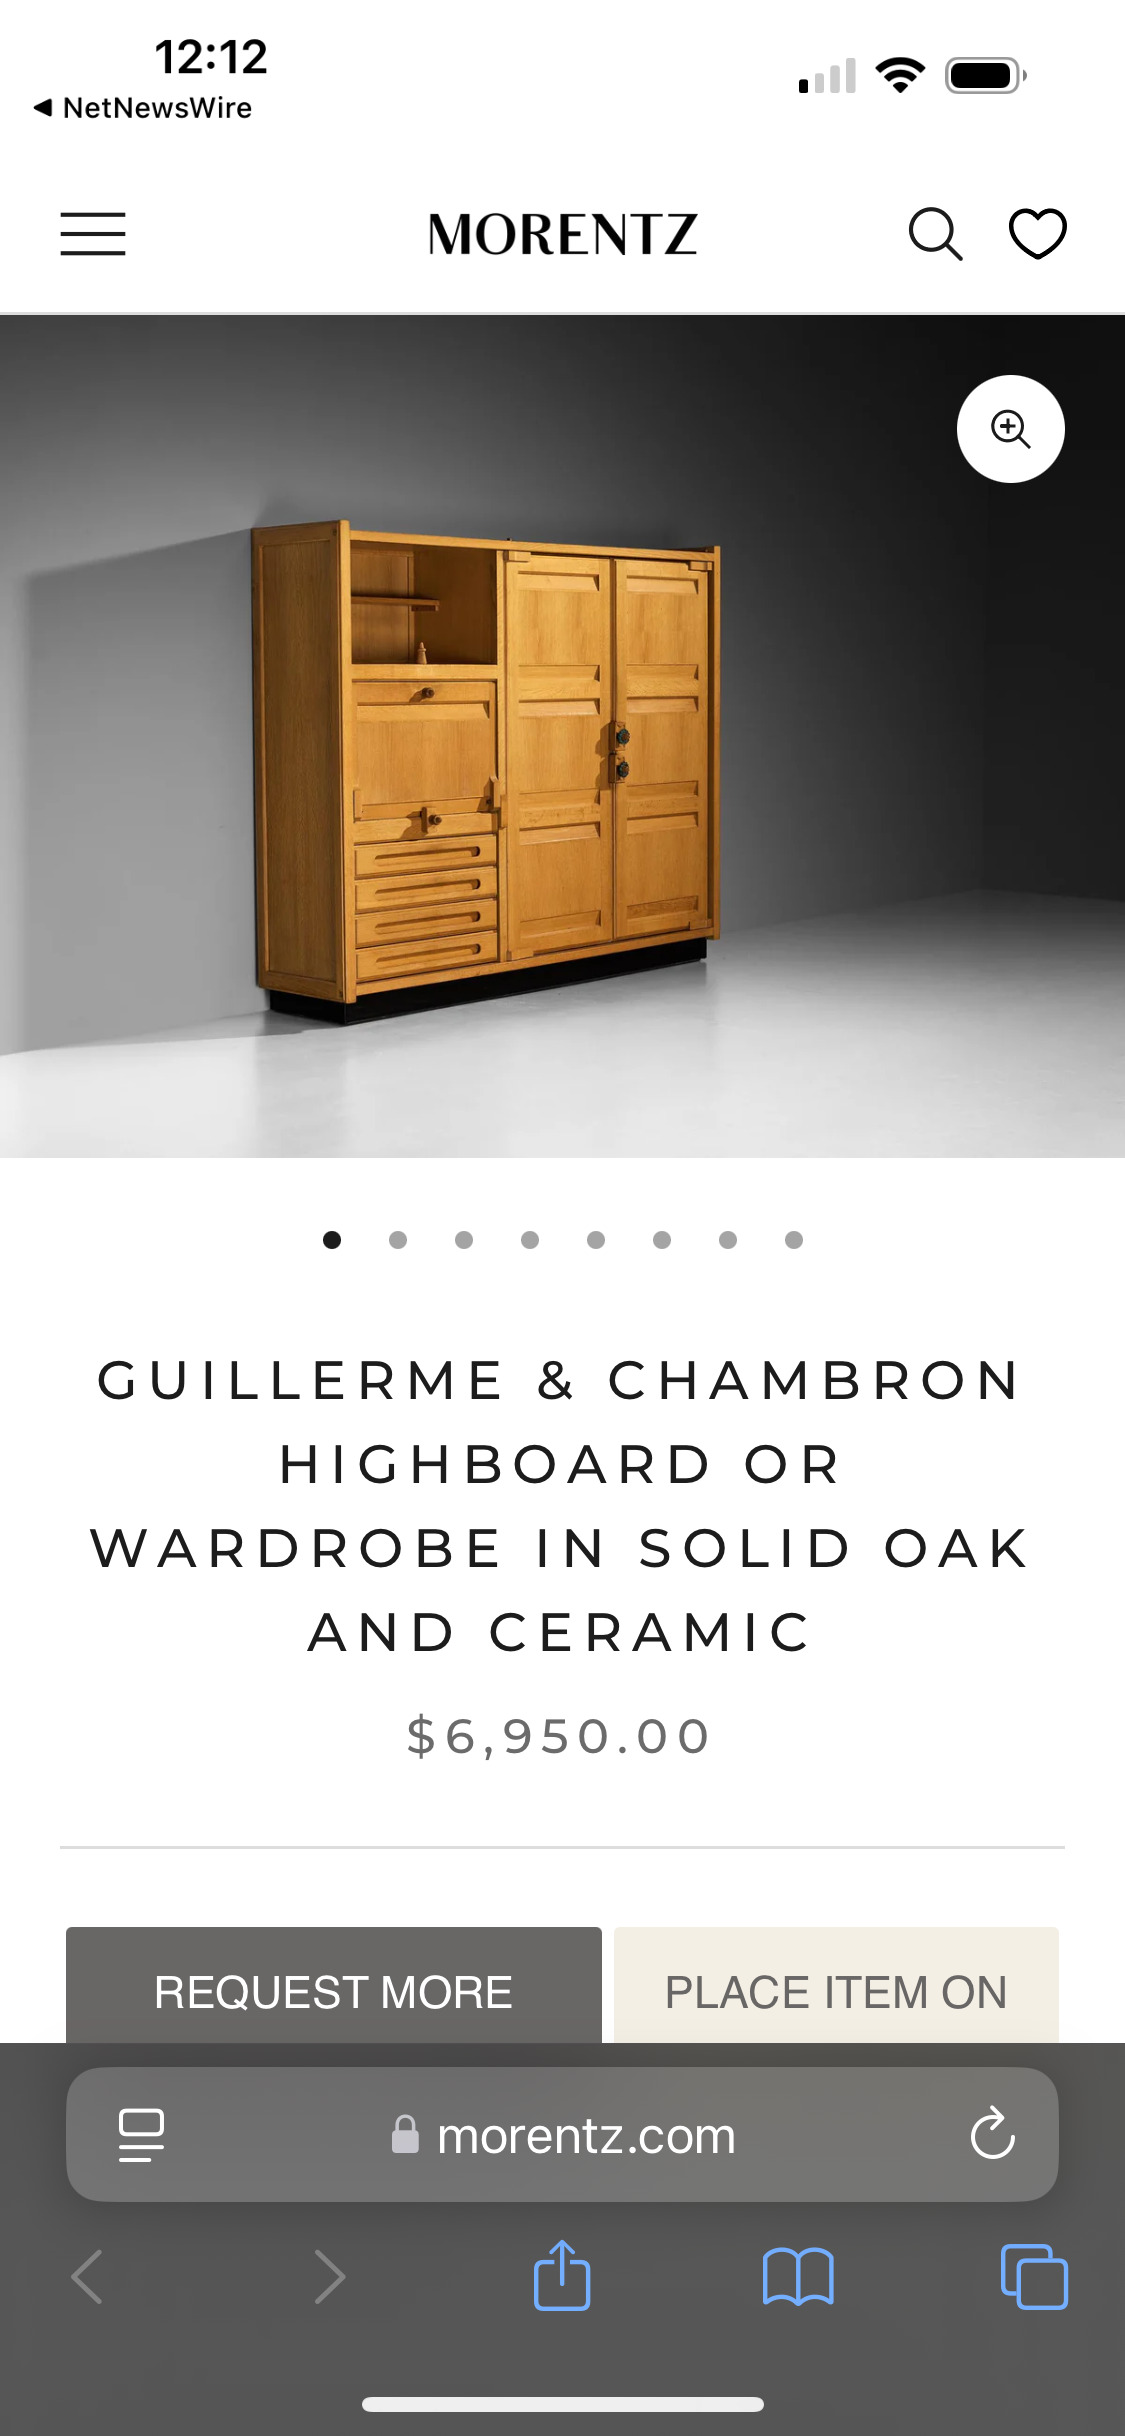 12:12
◀ NetNewsWire
MORENTZ
GUILLERME & CHAMBRON
HIGHBOARD OR
WARDROBE IN SOLID OAK
AND CERAMIC
$6,950.00
REQUEST MORE
PLACE ITEM ON
morentz.com